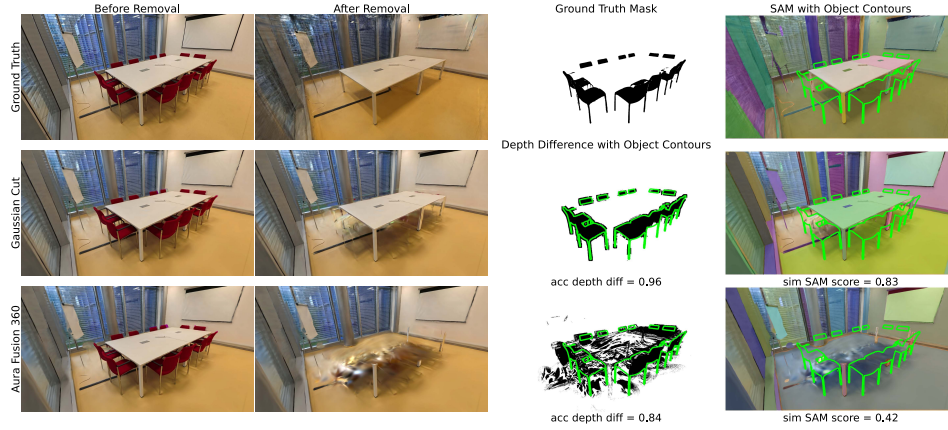 Before Removal
After Removal
Ground Truth Mask
SAM with Object Contours
Ground Truth
Gaussian Cut
Depth Difference with Object Contours
acc depth diff = 0.96
sim SAM score = 0.83
Aura Fusion 360
acc depth diff = 0.84
sim SAM score = 0.42